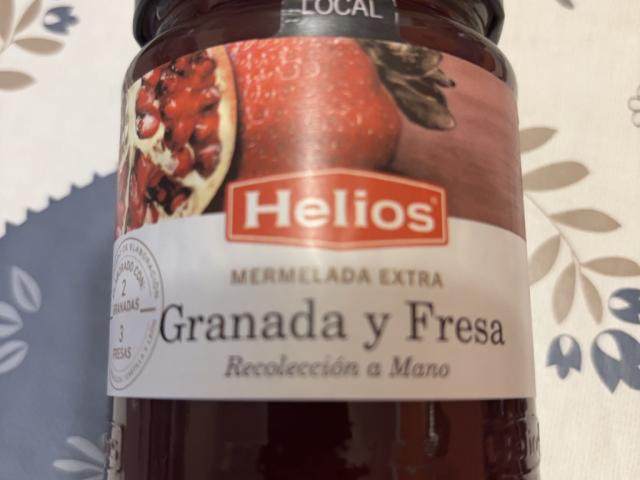 LOCAL
Helios
MERMELADA EXTRA
Granada y Fresa
Recolección a Mano
2
GRANADAS
3
FRESAS